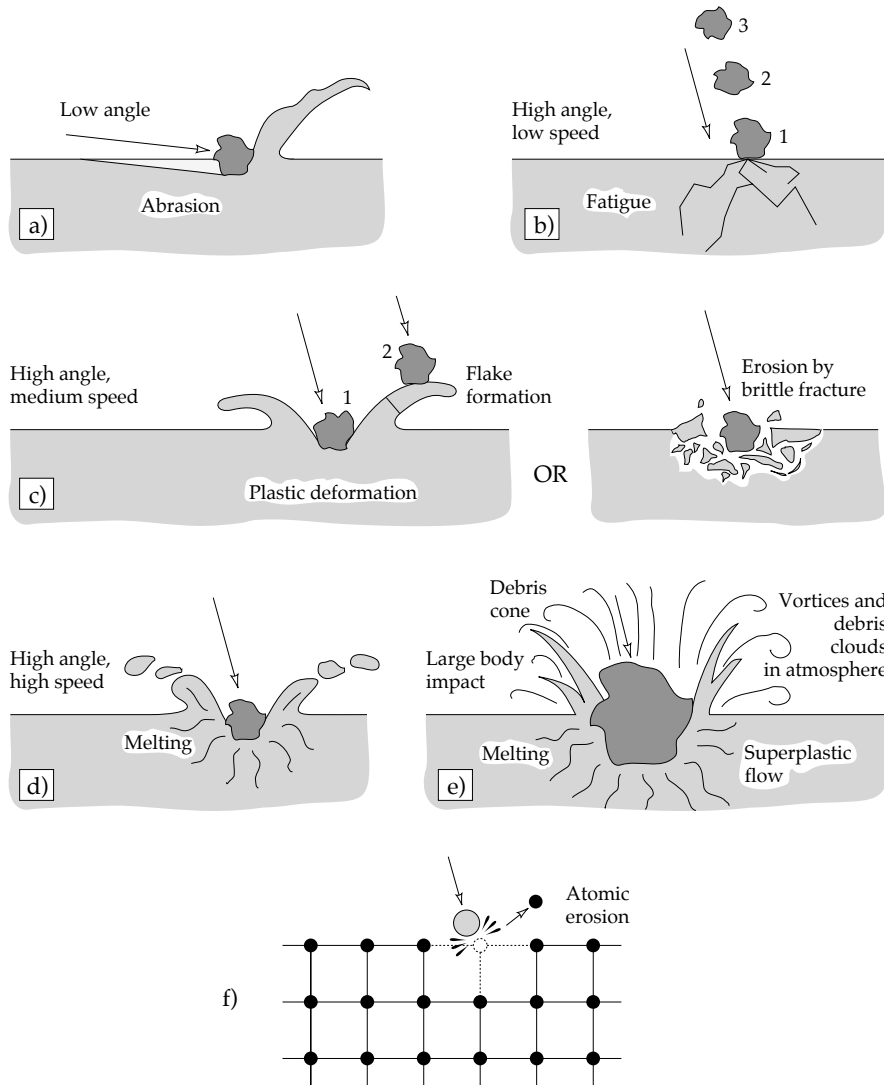 Low angle
Abrasion
a)
3
2
High angle,
low speed
1
Fatigue
b)
High angle,
medium speed
1
2
Flake
formation
Plastic deformation
c)
OR
Erosion by
brittle fracture
High angle,
high speed
Melting
d)
Debris
cone
Large body
impact
Vortices and
debris
clouds
in atmosphere
Melting
Superplastic
flow
e)
Atomic
erosion
f)